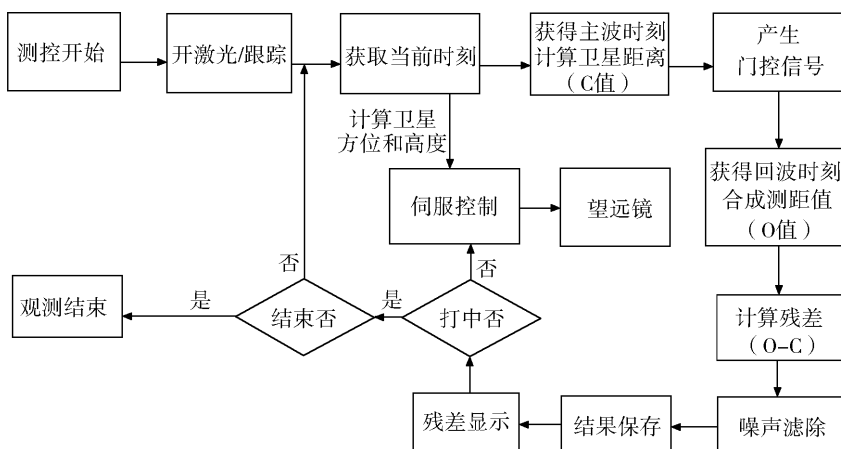 测控开始
开激光/跟踪
获取当前时刻
获得主波时刻
计算卫星距离
（C值）
产生
门控信号
计算卫星
方位和高度
获得回波时刻
合成测距值
（O值）
伺服控制
望远镜
否
否
观测结束
是
结束否
是
打中否
计算残差
（O-C）
残差显示
结果保存
噪声滤除